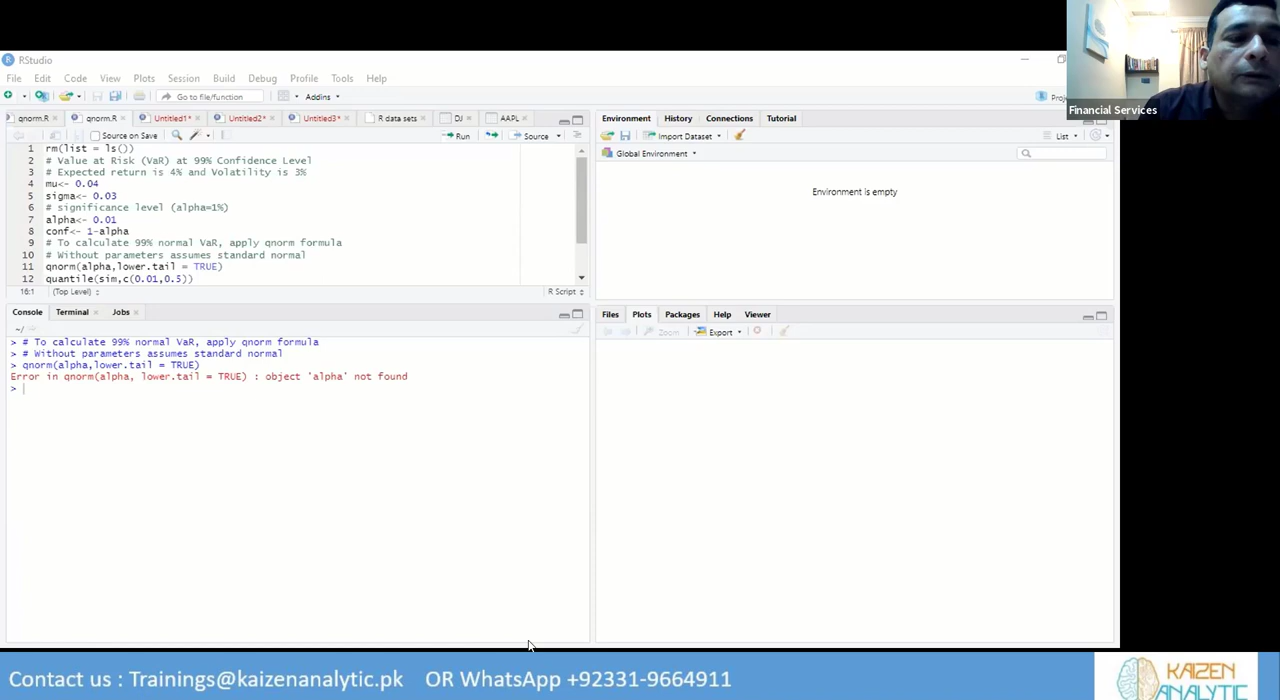 RStudio
File Edit Code View Plots Session Build Debug Profile Tools Help
Go to file/function Addins
Proj
Financial Services
qnorm.R qnorm.R Untitled1* Untitled2* Untitled3* R data sets DJ AAPL
Source on Save Run Source
1 rm(list = ls())
2 # Value at Risk (VaR) at 99% Confidence Level
3 # Expected return is 4% and Volatility is 3%
4 mu<- 0.04
5 sigma<- 0.03
6 # significance level (alpha=1%)
7 alpha<- 0.01
8 conf<- 1-alpha
9 # To calculate 99% normal VaR, apply qnorm formula
10 # Without parameters assumes standard normal
11 qnorm(alpha,lower.tail = TRUE)
12 quantile(sim,c(0.01,0.5))
16:1 (Top Level) R Script
Environment History Connections Tutorial
Import Dataset List
Global Environment
Environment is empty
Console Terminal Jobs
~/
> # To calculate 99% normal VaR, apply qnorm formula
> # Without parameters assumes standard normal
> qnorm(alpha,lower.tail = TRUE)
Error in qnorm(alpha, lower.tail = TRUE) : object 'alpha' not found
>
Files Plots Packages Help Viewer
Zoom Export
Contact us : Trainings@kaizenanalytic.pk OR WhatsApp +92331-9664911
KAIZEN
ANALYTIC